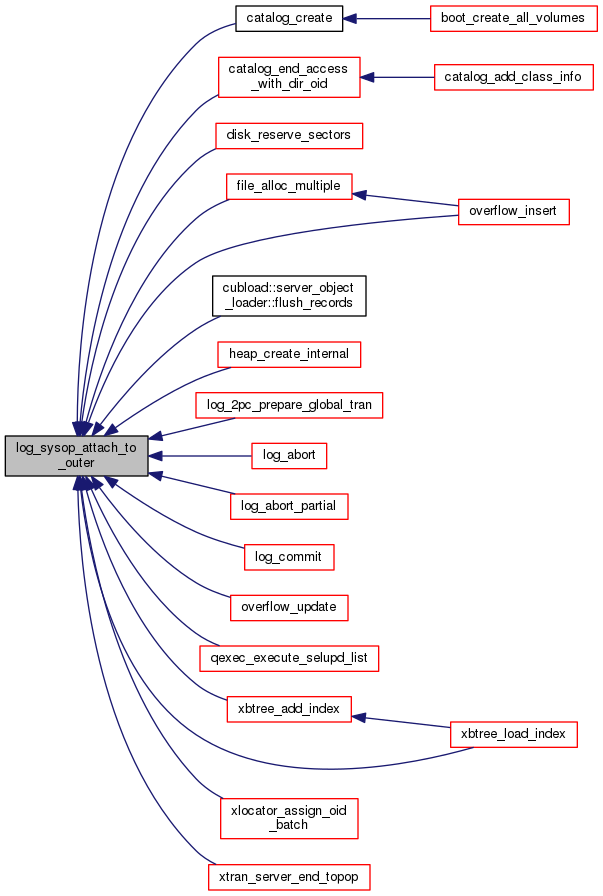 catalog_create
boot_create_all_volumes
catalog_end_access
_with_dir_oid
catalog_add_class_info
disk_reserve_sectors
file_alloc_multiple
overflow_insert
cubload::server_object
_loader::flush_records
heap_create_internal
log_2pc_prepare_global_tran
log_sysop_attach_to
_outer
log_abort
log_abort_partial
log_commit
overflow_update
qexec_execute_selupd_list
xbtree_add_index
xbtree_load_index
xlocator_assign_oid
_batch
xtran_server_end_topop